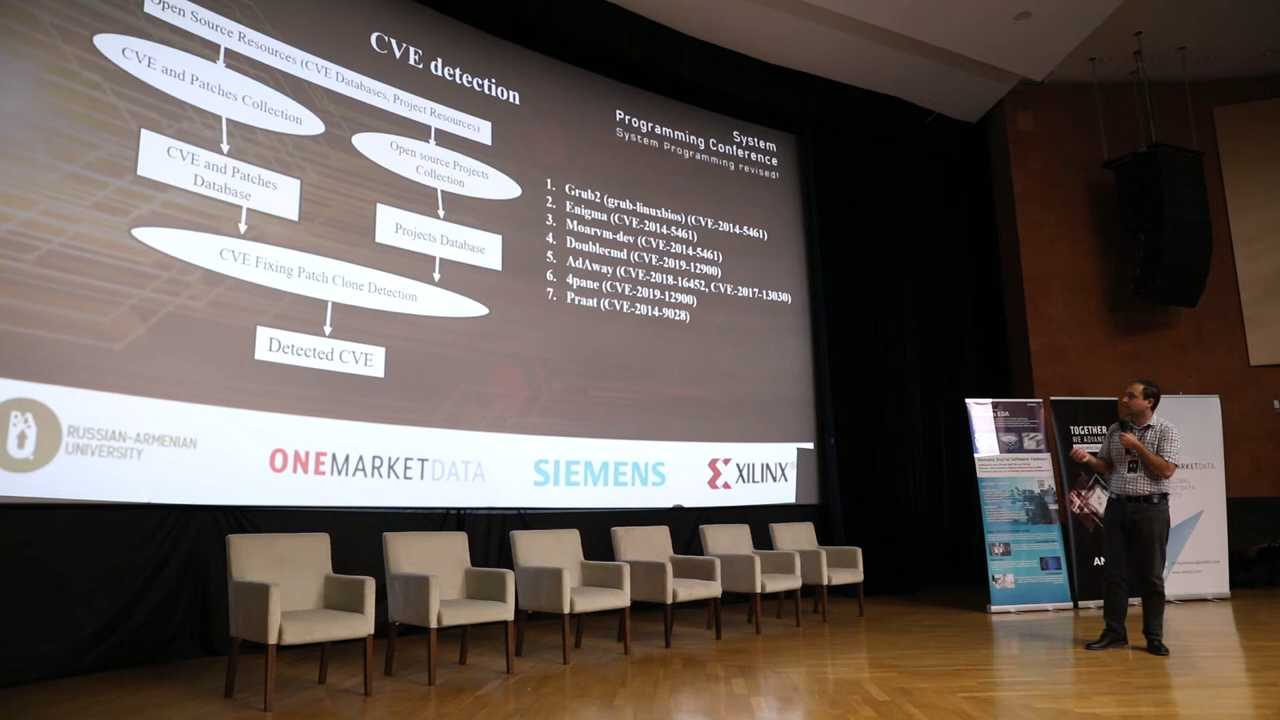 CVE detection
Open Source Resources (CVE Databases, Project Resources)
CVE and Patches Collection
Open source Projects
Collection
CVE and Patches
Database
Projects Database
CVE Fixing Patch Clone Detection
Detected CVE
System
Programming Conference
System Programming revised!
1. Grub2 (grub-linuxbios) (CVE-2014-5461)
2. Enigma (CVE-2014-5461)
3. Moarvm-dev (CVE-2014-5461)
4. Doublecmd (CVE-2019-12900)
5. AdAway (CVE-2018-16452, CVE-2017-13030)
6. 4pane (CVE-2019-12900)
7. Praat (CVE-2014-9028)
RUSSIAN-ARMENIAN
UNIVERSITY
ONEMARKETDATA
SIEMENS
XILINX
EDA
TOGETHER
WE ADVANCE